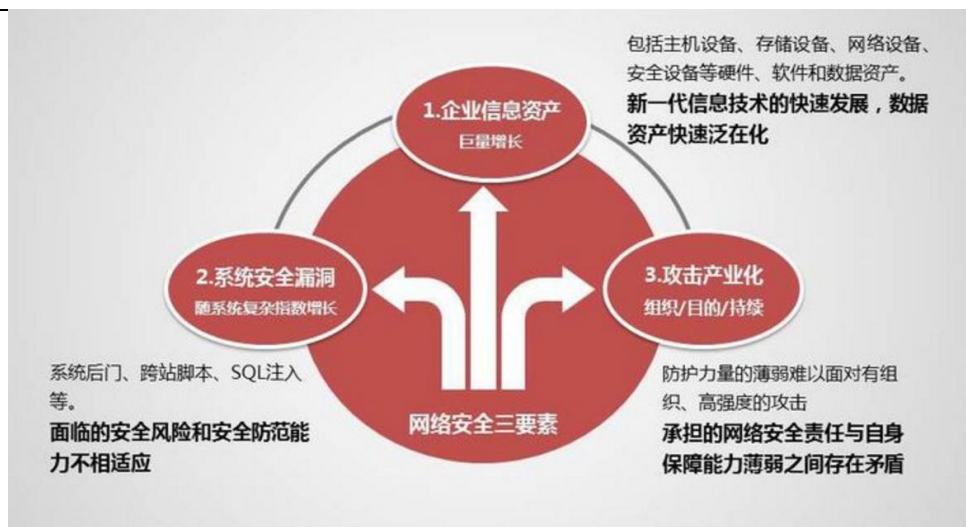 包括主机设备、存储设备、网络设备、
安全设备等硬件、软件和数据资产。
新一代信息技术的快速发展，数据
资产快速泛在化
1.企业信息资产
巨量增长
2.系统安全漏洞
随系统复杂指数增长
3.攻击产业化
组织/目的/持续
系统后门、跨站脚本、SQL注入
等。
面临的安全风险和安全防范能
力不相适应
网络安全三要素
防护力量的薄弱难以面对有组
织、高强度的攻击
承担的网络安全责任与自身
保障能力薄弱之间存在矛盾